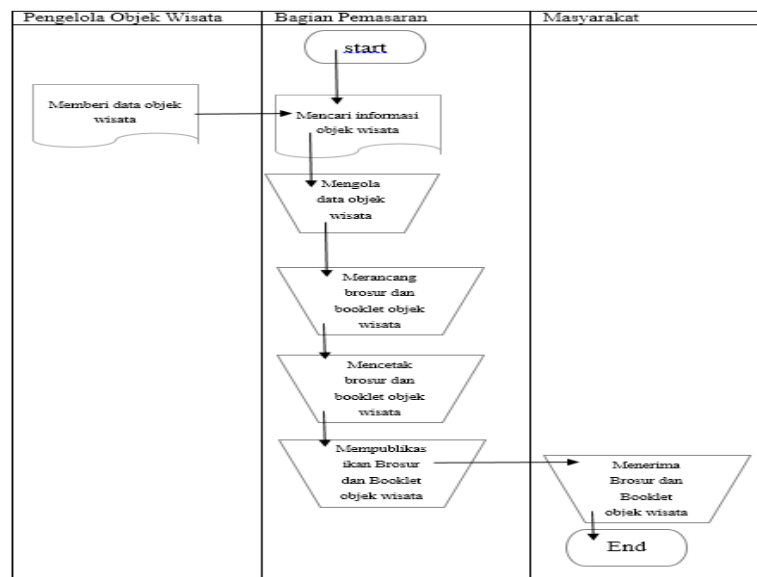 Pengelola Objek Wisata
Bagian Pemasaran
Masyarakat
start
Memberi data objek
wisata
Mencari informasi
objek wisata
Mengola
data objek
wisata
Merancang
brosur dan
booklet objek
wisata
Mencetak
brosur dan
booklet objek
wisata
Mempublikas
ikan Brosur
dan Booklet
objek wisata
Menerima
Brosur dan
Booklet
objek wisata
End